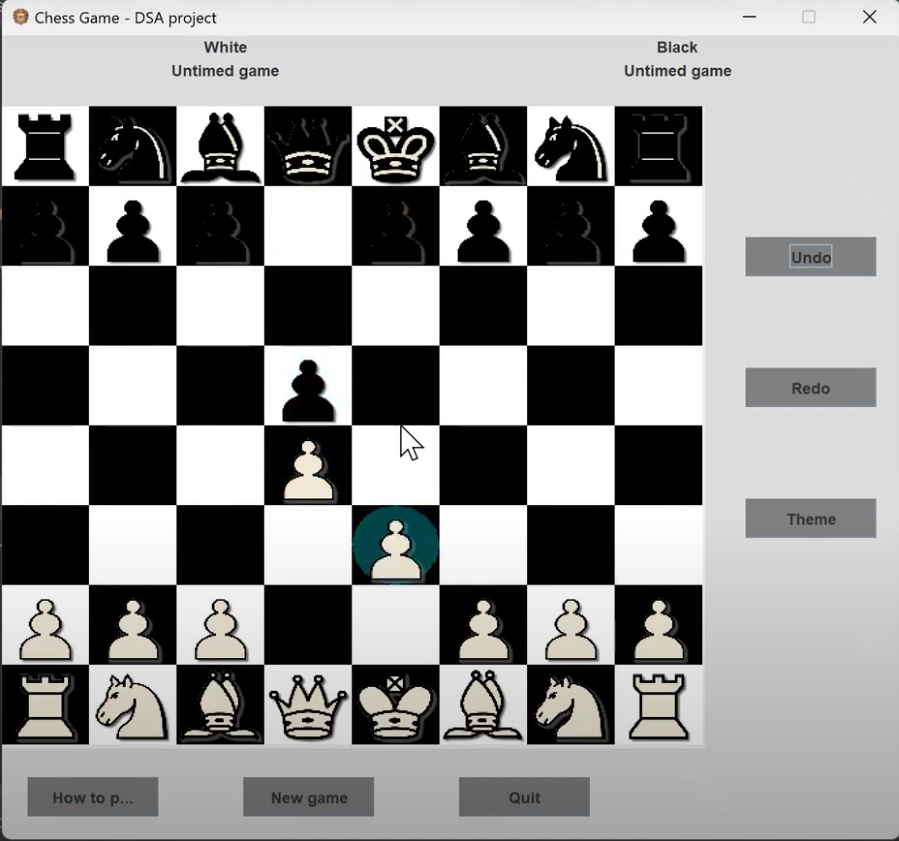 Chess Game - DSA project
White
Black
Untimed game
Untimed game
Undo
Redo
Theme
How to p...
New game
Quit